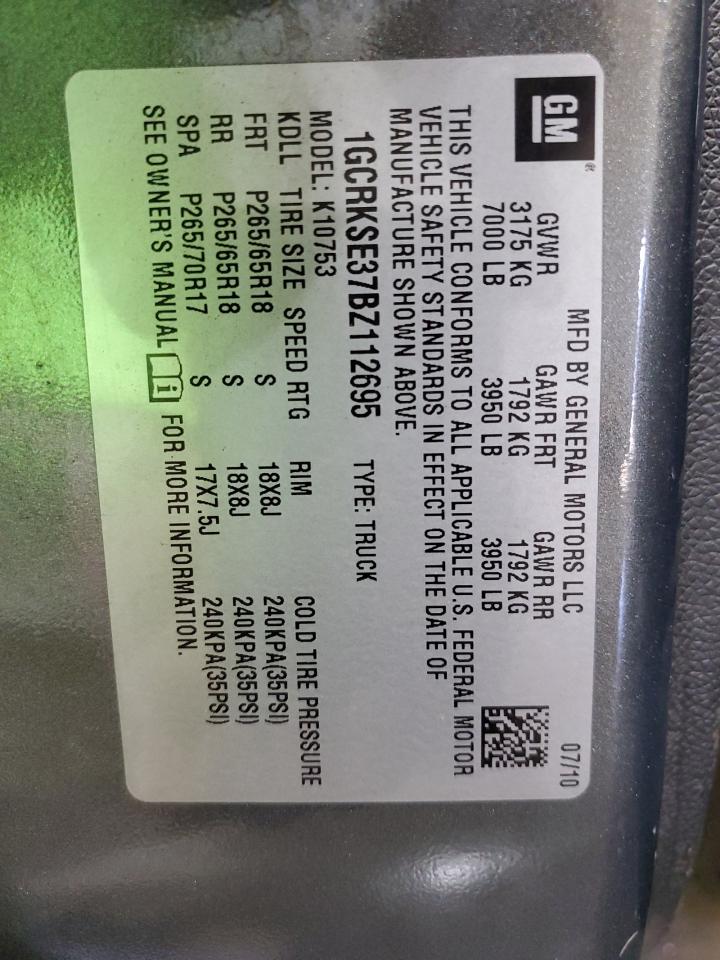 MFD BY GENERAL MOTORS LLC 07/10
GM®
GVWR GAWR FRT GAWR RR
3175 KG 1792 KG 1792 KG
7000 LB 3950 LB 3950 LB
THIS VEHICLE CONFORMS TO ALL APPLICABLE U.S. FEDERAL MOTOR
VEHICLE SAFETY STANDARDS IN EFFECT ON THE DATE OF
MANUFACTURE SHOWN ABOVE.
1GCRKSE37BZ112695 TYPE: TRUCK
MODEL: K10753
KDLL TIRE SIZE SPEED RTG RIM COLD TIRE PRESSURE
FRT P265/65R18 S 18X8J 240KPA(35PSI)
RR P265/65R18 S 18X8J 240KPA(35PSI)
SPA P265/70R17 S 17X7.5J 240KPA(35PSI)
SEE OWNER'S MANUAL i FOR MORE INFORMATION.